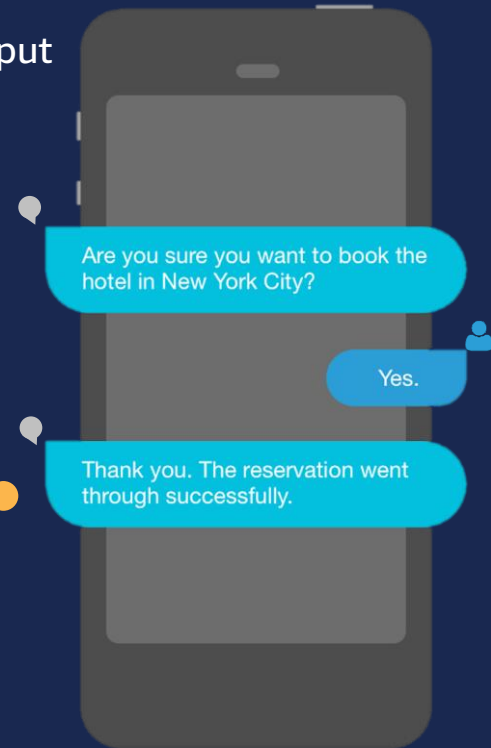 put
Are you sure you want to book the
hotel in New York City?
Yes.
Thank you. The reservation went
through successfully.